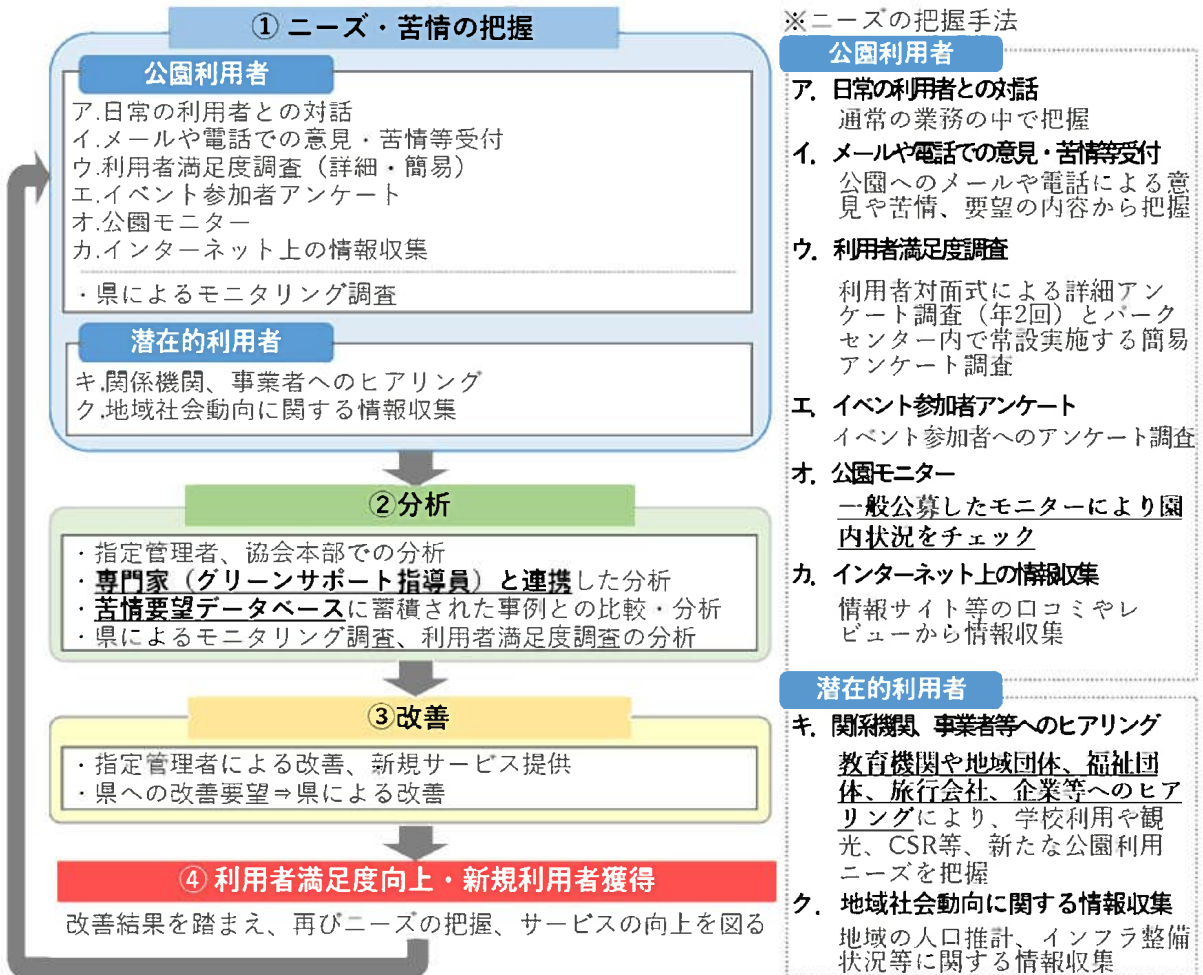 ① ニーズ・苦情の把握
公園利用者
ア.日常の利用者との対話
イ.メールや電話での意見・苦情等受付
ウ.利用者満足度調査（詳細・簡易）
エ.イベント参加者アンケート
オ.公園モニター
カ.インターネット上の情報収集
・県によるモニタリング調査
潜在的利用者
キ.関係機関、事業者へのヒアリング
ク.地域社会動向に関する情報収集
②分析
・指定管理者、協会本部での分析
・専門家（グリーンサポート指導員）と連携した分析
・苦情要望データベースに蓄積された事例との比較・分析
・県によるモニタリング調査、利用者満足度調査の分析
③改善
・指定管理者による改善、新規サービス提供
・県への改善要望⇒県による改善
④ 利用者満足度向上・新規利用者獲得
改善結果を踏まえ、再びニーズの把握、サービスの向上を図る
※ニーズの把握手法
公園利用者
ア. 日常の利用者との対話
通常の業務の中で把握
イ. メールや電話での意見・苦情等受付
公園へのメールや電話による意
見や苦情、要望の内容から把握
ウ. 利用者満足度調査
利用者対面式による詳細アン
ケート調査（年2回）とパーク
センター内で常設実施する簡易
アンケート調査
エ. イベント参加者アンケート
イベント参加者へのアンケート調査
オ. 公園モニター
一般公募したモニターにより園
内状況をチェック
カ. インターネット上の情報収集
情報サイト等の口コミやレ
ビューから情報収集
潜在的利用者
キ. 関係機関、事業者等へのヒアリング
教育機関や地域団体、福祉団
体、旅行会社、企業等へのヒア
リングにより、学校利用や観
光、CSR等、新たな公園利用
ニーズを把握
ク. 地域社会動向に関する情報収集
地域の人口推計、インフラ整備
状況等に関する情報収集